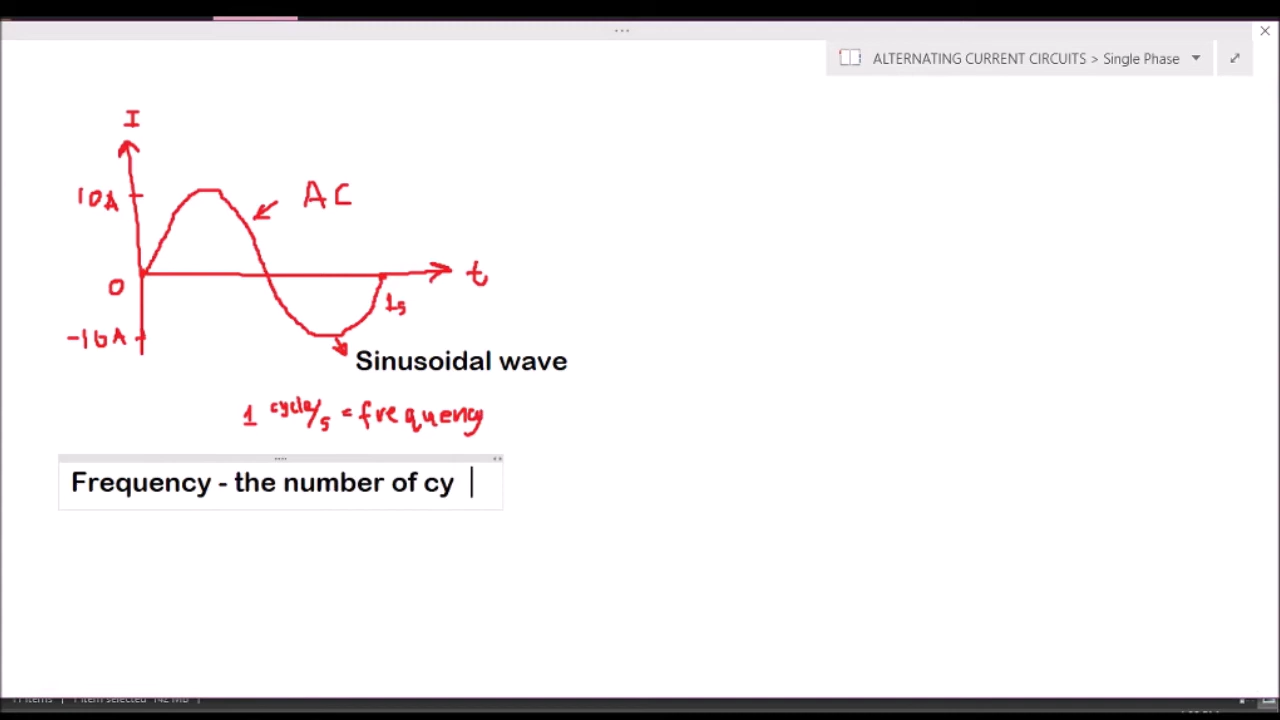 ALTERNATING CURRENT CIRCUITS > Single Phase
I
10A
AC
0
t
1s
-10A
Sinusoidal wave
1 cycle/s = frequency
Frequency - the number of cy